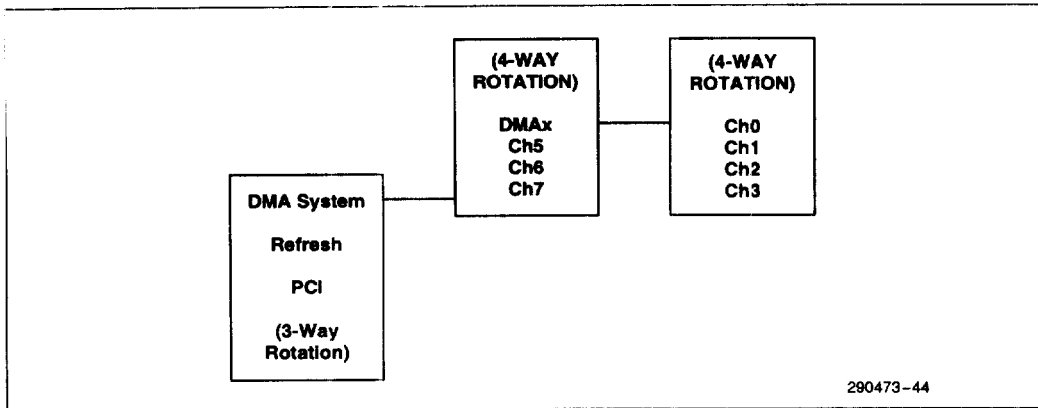 (4-WAY
ROTATION)
DMAx
Ch5
Ch6
Ch7
(4-WAY
ROTATION)
Ch0
Ch1
Ch2
Ch3
DMA System
Refresh
PCI
(3-Way
Rotation)
290473-44